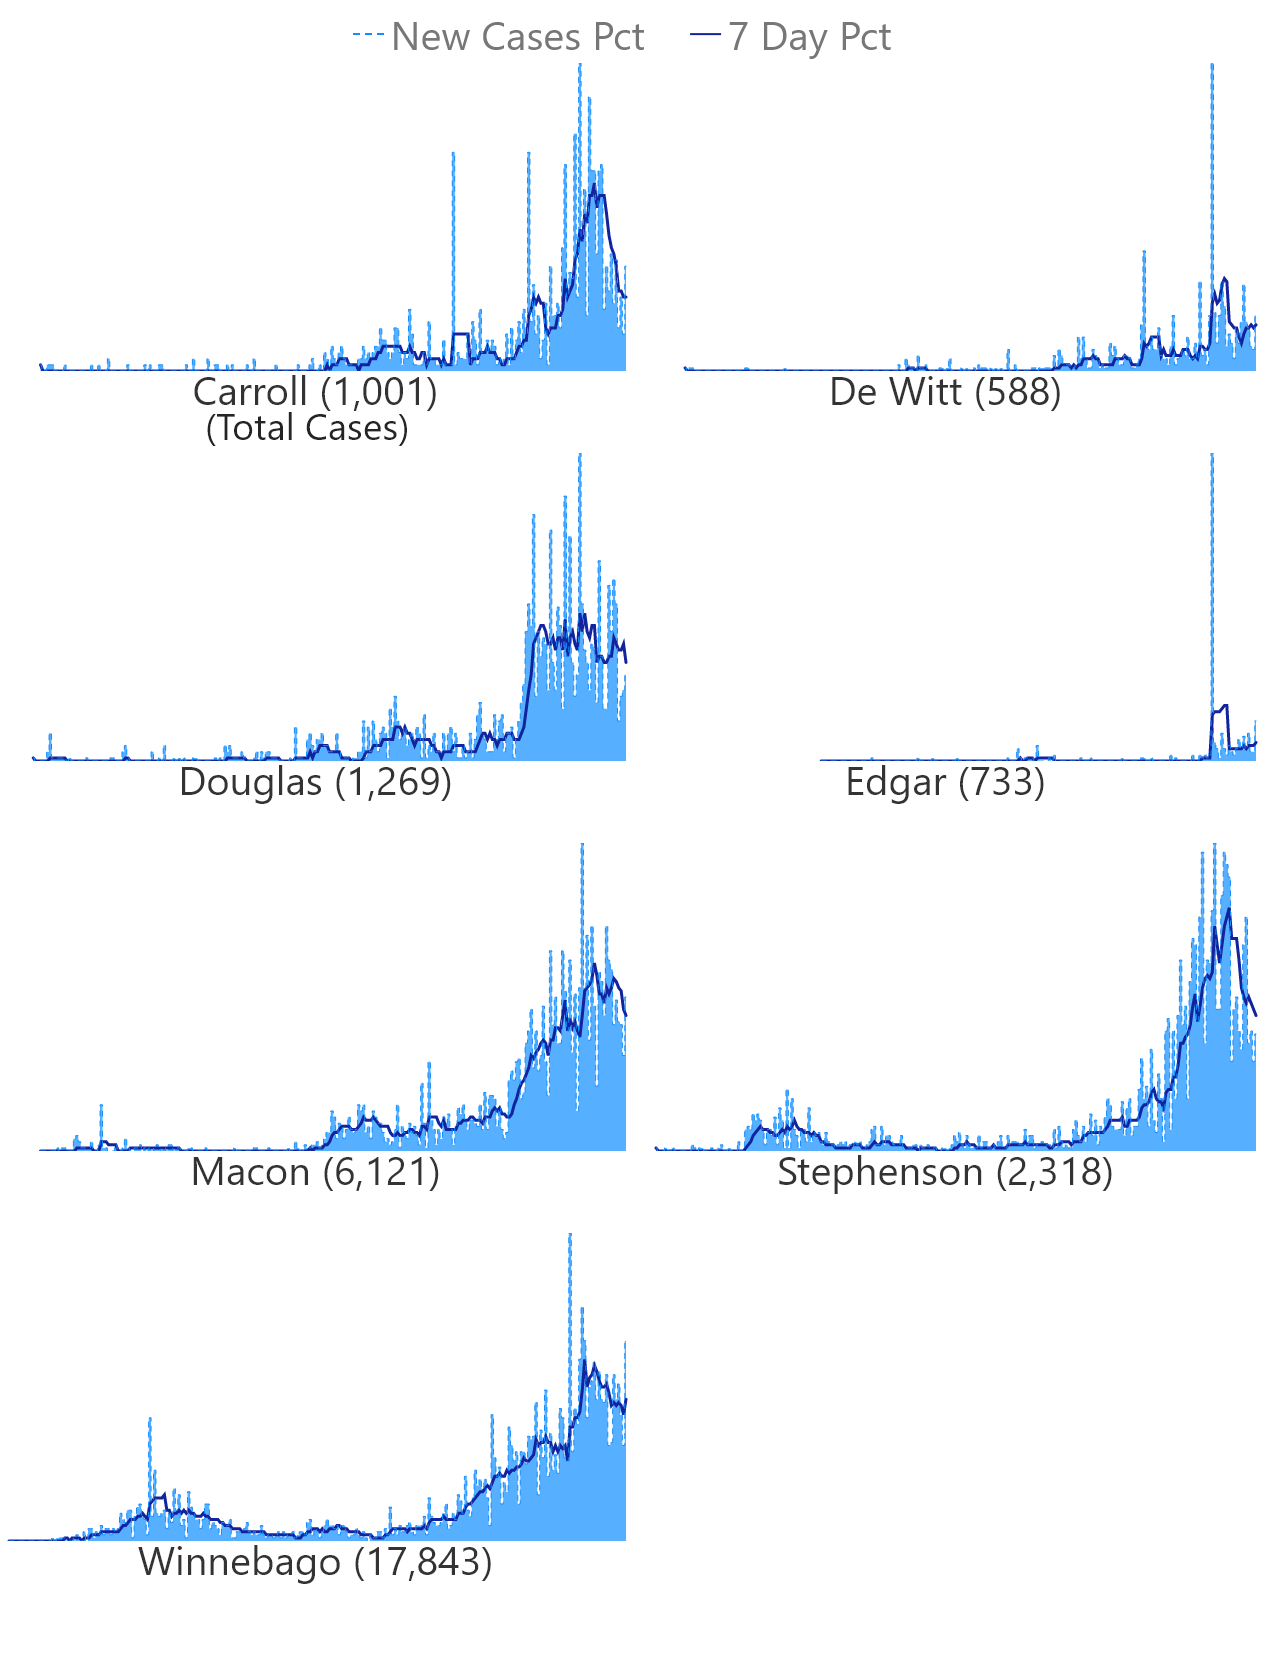 New Cases Pct 7 Day Pct
Carroll (1,001) De Witt (588)
(Total Cases)
Douglas (1,269) Edgar (733)
Macon (6,121) Stephenson (2,318)
Winnebago (17,843)